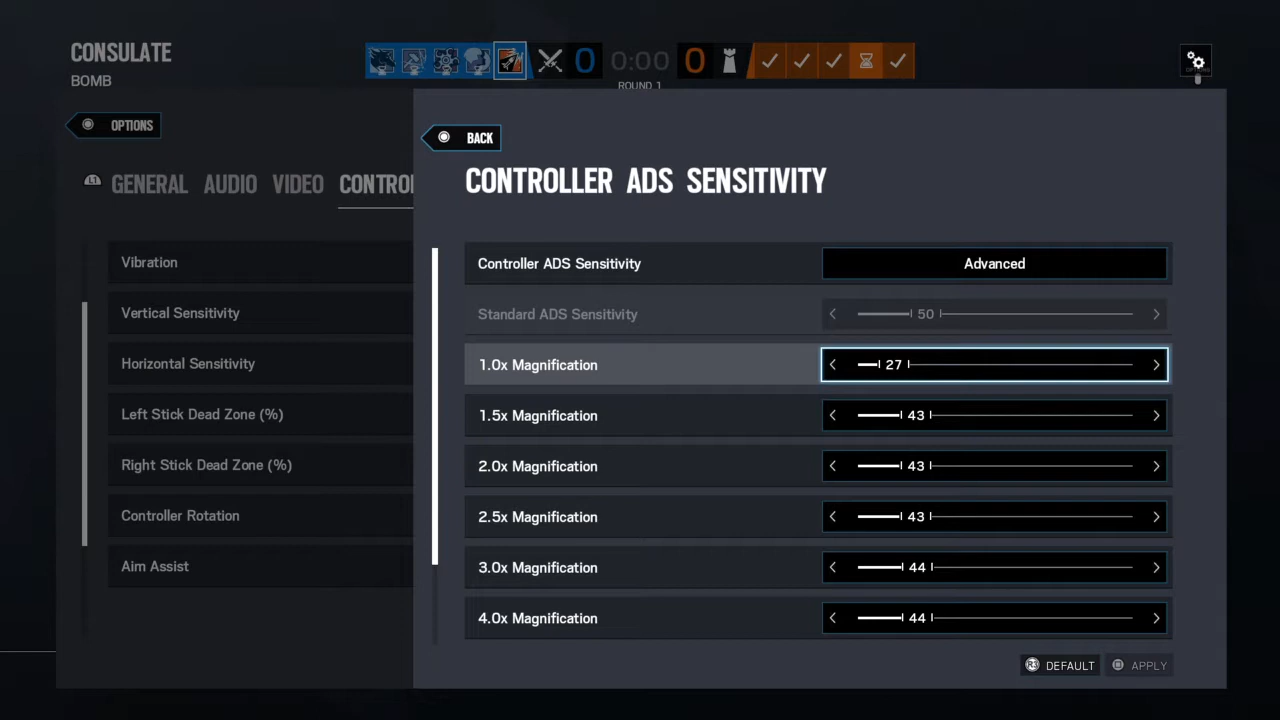 CONSULATE
BOMB
0
0:00
0
ROUND 1
OPTIONS
OPTIONS
L1
GENERAL AUDIO VIDEO CONTRO
Vibration
Vertical Sensitivity
Horizontal Sensitivity
Left Stick Dead Zone (%)
Right Stick Dead Zone (%)
Controller Rotation
Aim Assist
BACK
CONTROLLER ADS SENSITIVITY
Controller ADS Sensitivity Advanced
Standard ADS Sensitivity 50
1.0x Magnification 27
1.5x Magnification 43
2.0x Magnification 43
2.5x Magnification 43
3.0x Magnification 44
4.0x Magnification 44
R3 DEFAULT APPLY